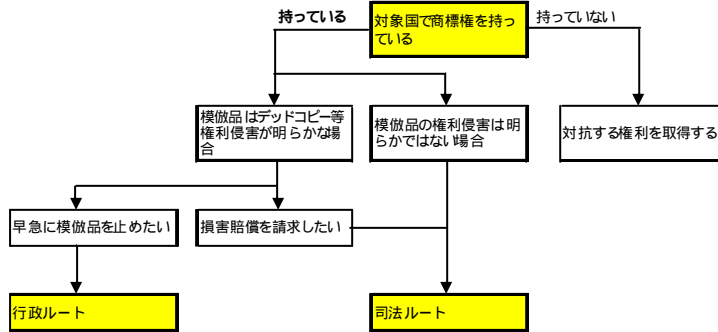 持っている
対象国で商標権を持っ
ている
持っていない
模倣品はデッドコピー等
権利侵害が明らかな場
合
模倣品の権利侵害は明
らかではない場合
対抗する権利を取得する
早急に模倣品を止めたい
損害賠償を請求したい
行政ルート
司法ルート